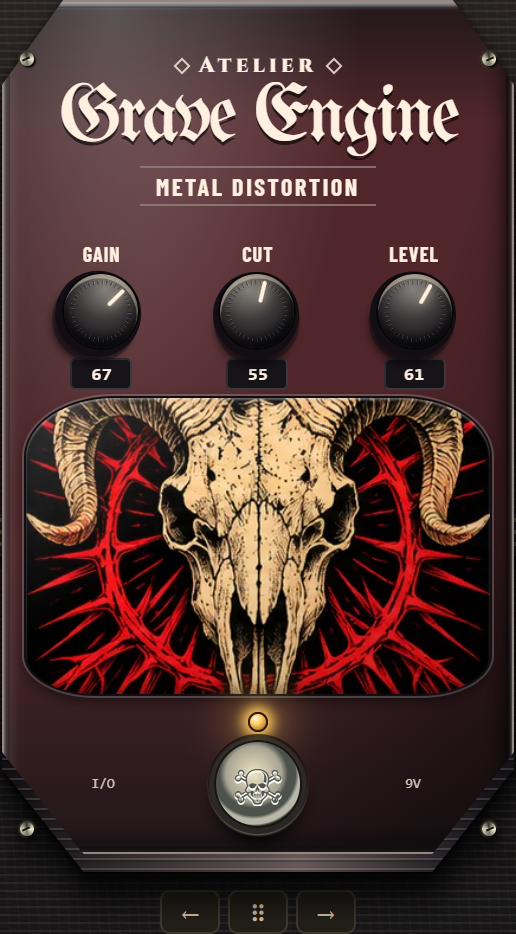 ATELIER
Grave Engine
METAL DISTORTION
GAIN CUT LEVEL
67 55 61
I/O 9V
← →